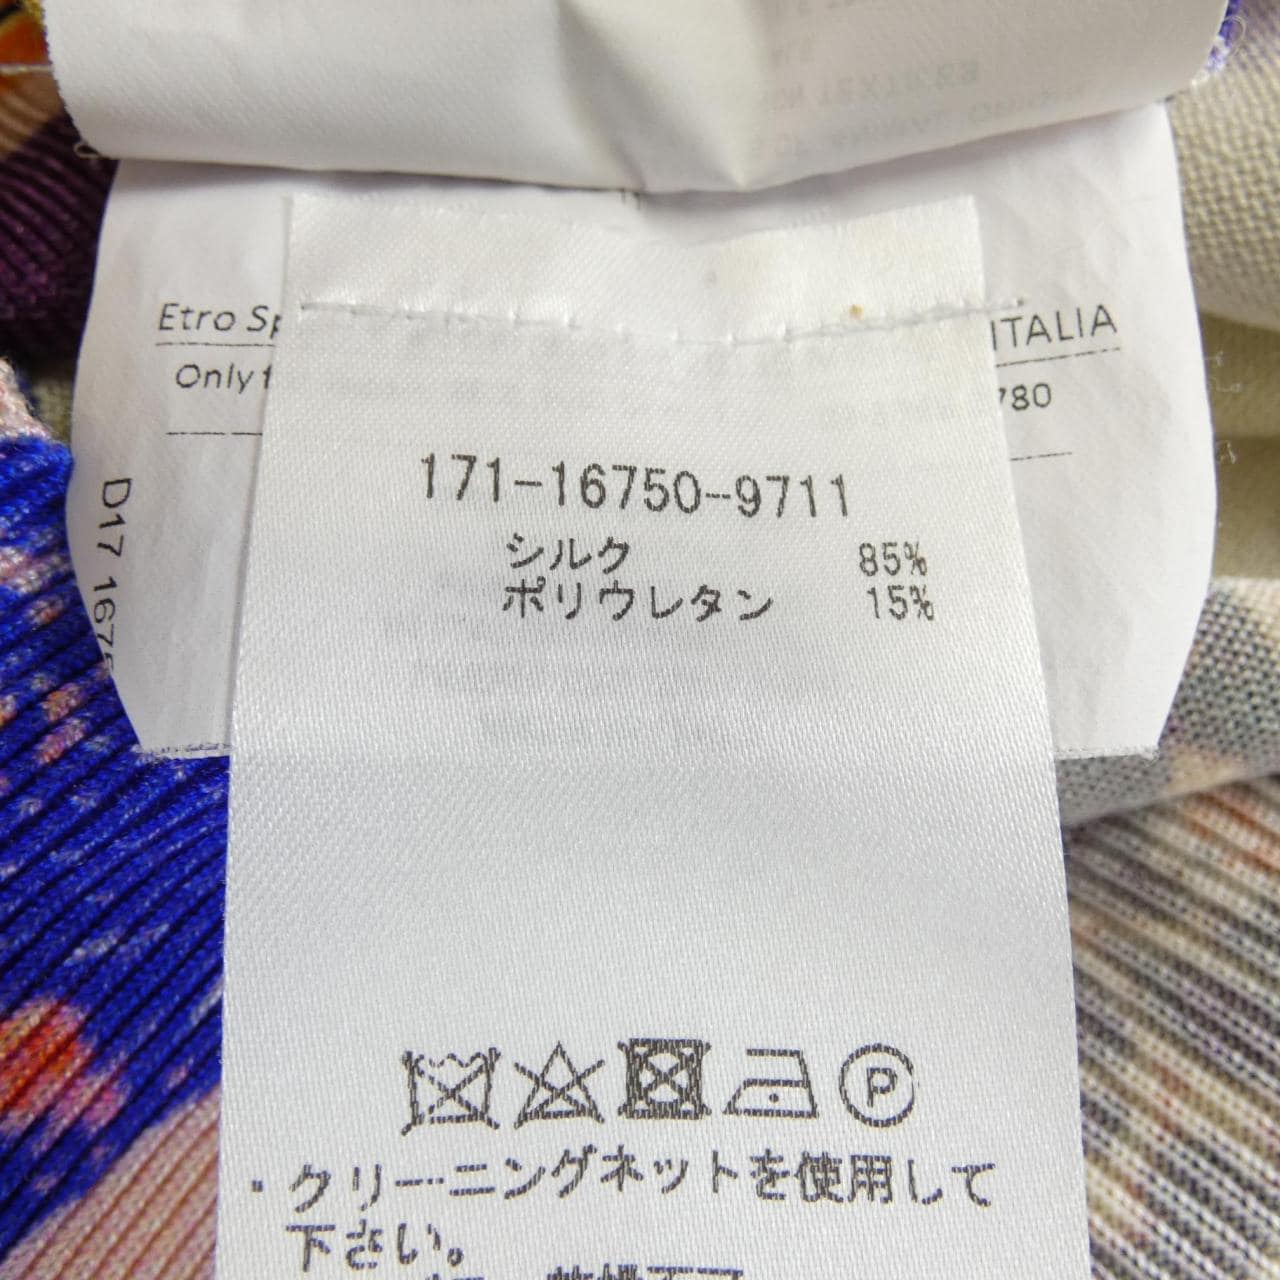 Etro
ITALIA
Only
780
D17 1675
171-16750-9711
シルク 85%
ポリウレタン 15%
P
・クリーニングネットを使用して
下さい。